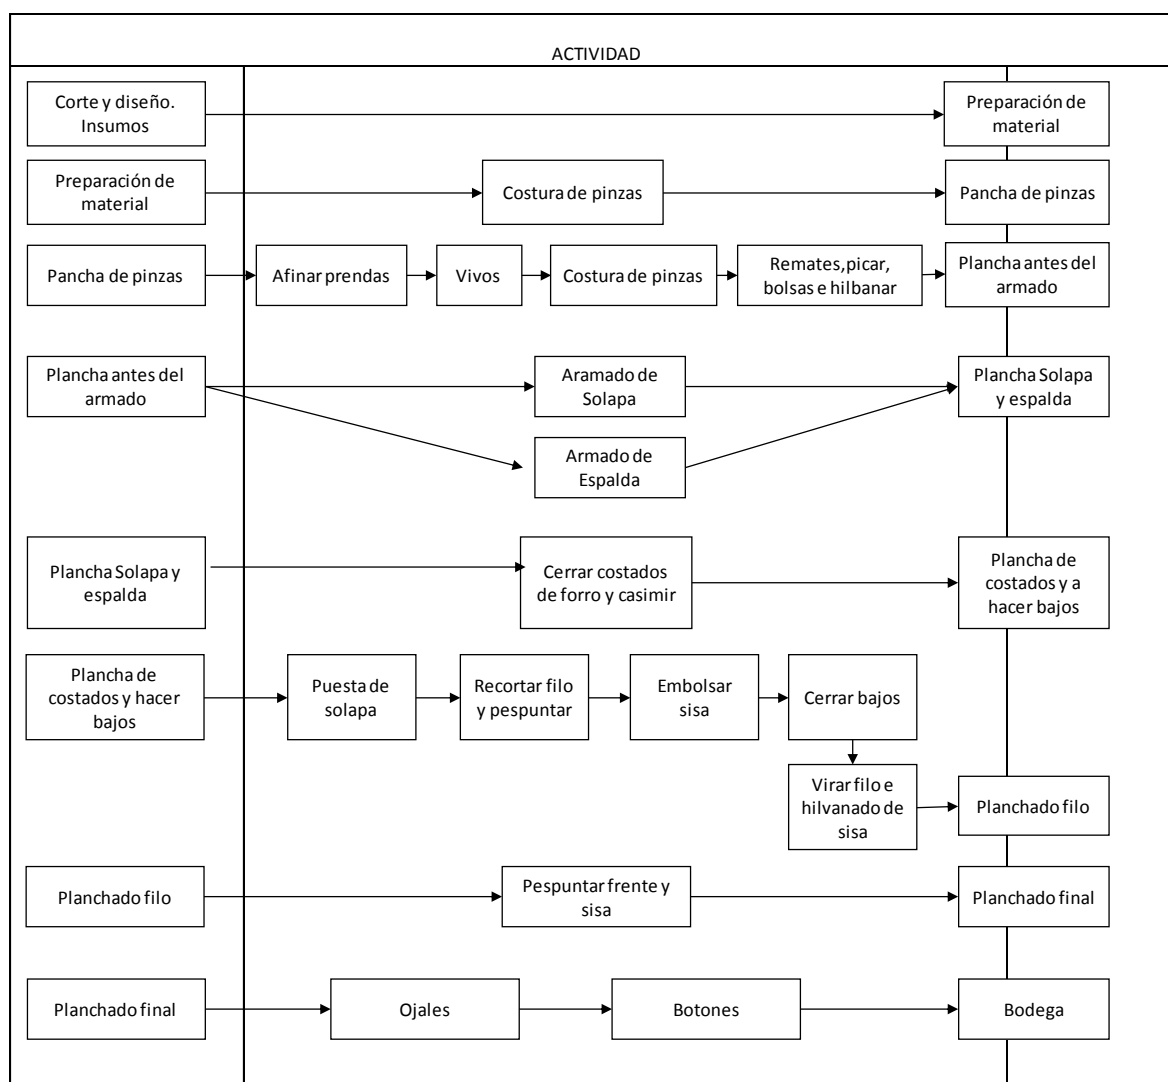 ACTIVIDAD
Corte y diseño.
Insumos
Preparación de
material
Preparación de
material
Costura de pinzas
Pancha de pinzas
Pancha de pinzas
Afinar prendas
Vivos
Costura de pinzas
Remates, picar,
bolsas e hilbanar
Plancha antes del
armado
Plancha antes del
armado
Aramado de
Solapa
Plancha Solapa
y espalda
Armado de
Espalda
Plancha Solapa y
espalda
Cerrar costados
de forro y casimir
Plancha de
costados y a
hacer bajos
Plancha de
costados y hacer
bajos
Puesta de
solapa
Recortar filo
y pespuntar
Embolsar
sisa
Cerrar bajos
Virar filo e
hilvanado de
sisa
Planchado filo
Planchado filo
Pespuntar frente y
sisa
Planchado final
Planchado final
Ojales
Botones
Bodega